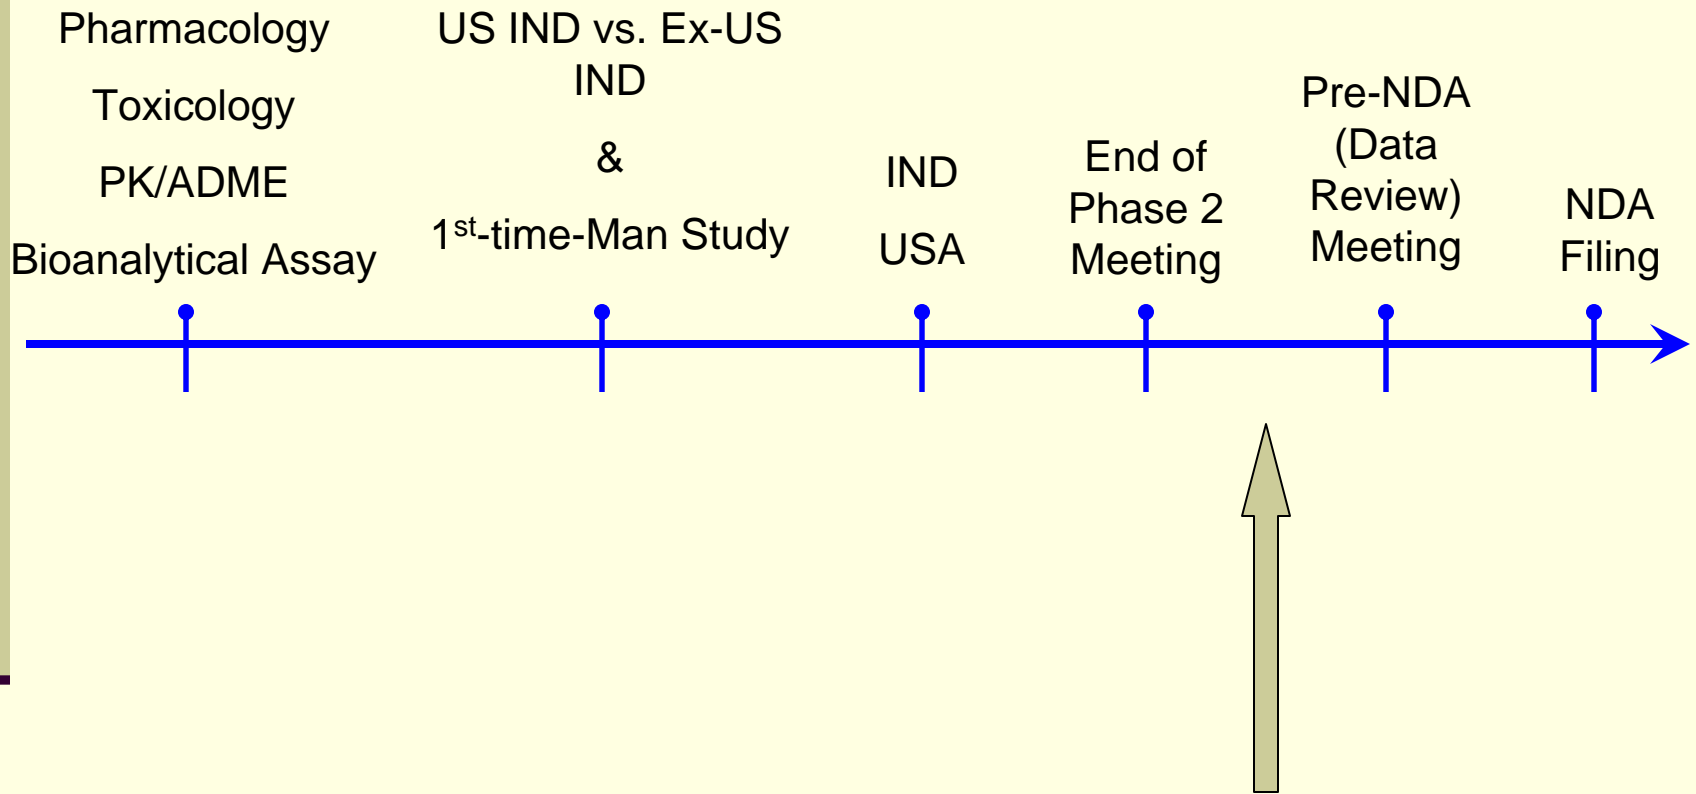 Pharmacology
Toxicology
PK/ADME
Bioanalytical Assay
US IND vs. Ex-US
IND
&
1st-time-Man Study
IND
USA
End of
Phase 2
Meeting
Pre-NDA
(Data
Review)
Meeting
NDA
Filing